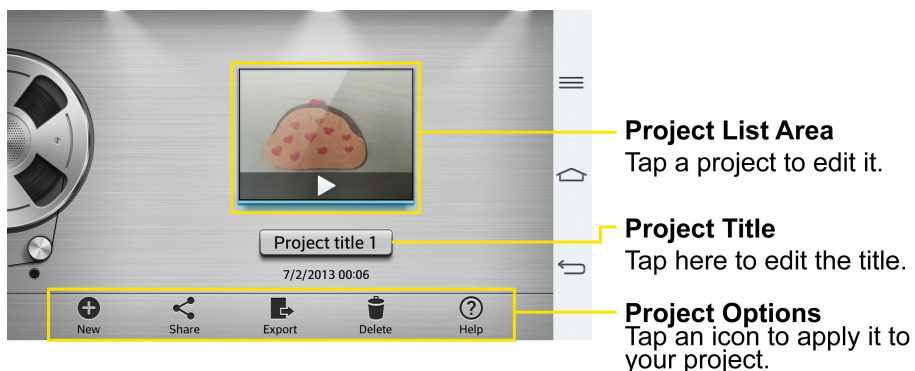 Project List Area
Tap a project to edit it.
Project title 1
7/2/2013 00:06
Project Title
Tap here to edit the title.
New
Share
Export
Delete
Help
Project Options
Tap an icon to apply it to
your project.